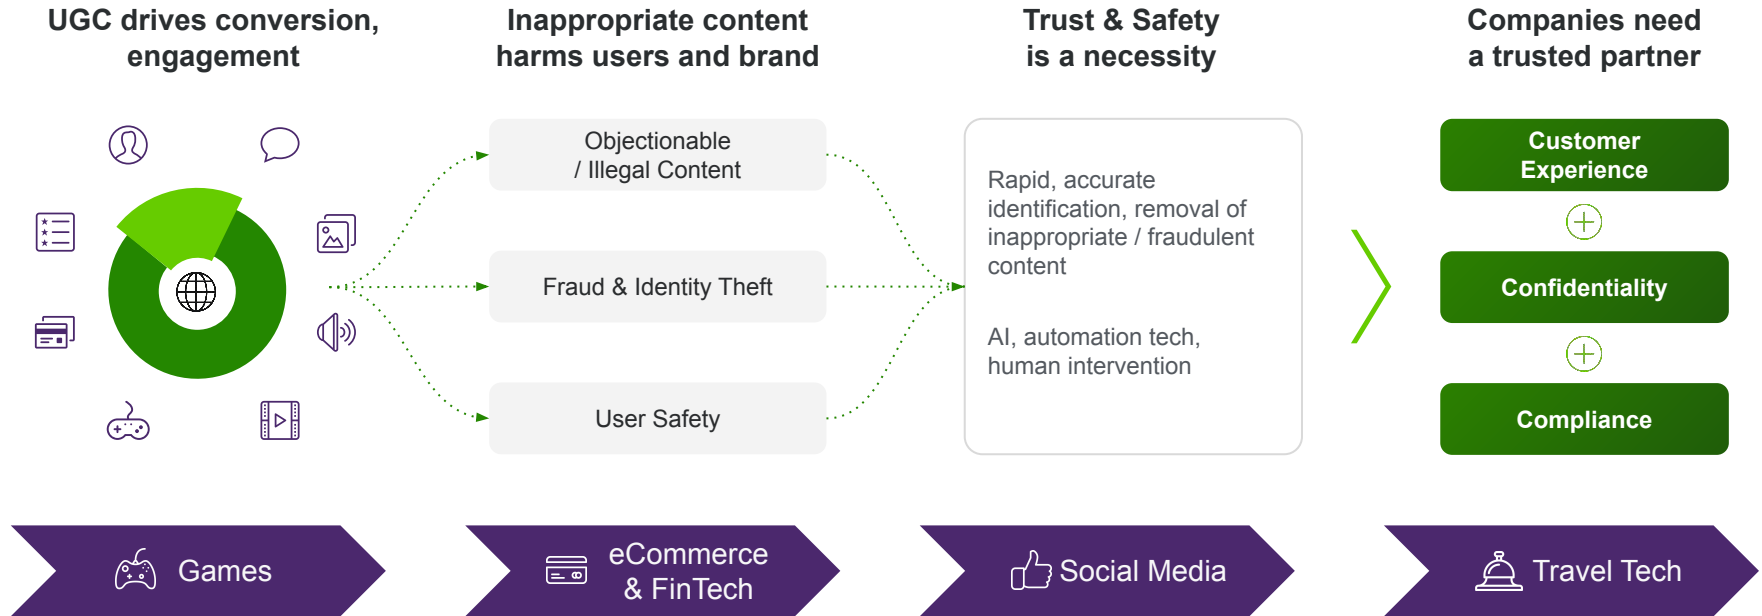 UGC drives conversion,
engagement
Inappropriate content
harms users and brand
Trust & Safety
is a necessity
Companies need
a trusted partner
Objectionable
/ Illegal Content
Fraud & Identity Theft
User Safety
Rapid, accurate
identification, removal of
inappropriate / fraudulent
content
AI, automation tech,
human intervention
Customer
Experience
Confidentiality
Compliance
Games
eCommerce
& FinTech
Social Media
Travel Tech